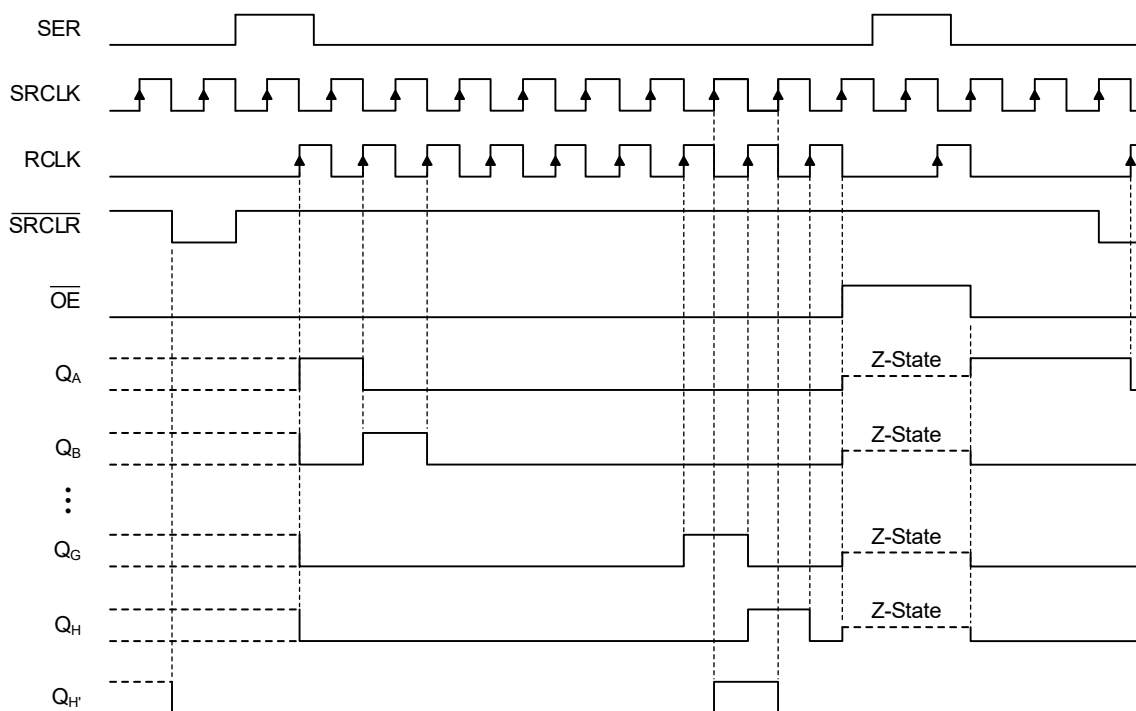 SER
SRCLK
RCLK
SRCLR
OE
QA
Z-State
QB
Z-State
⋮
QG
Z-State
QH
Z-State
QH'